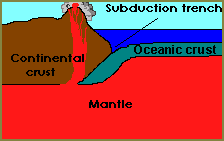 Subduction trench
Oceanic crust
Continental
crust
Mantle